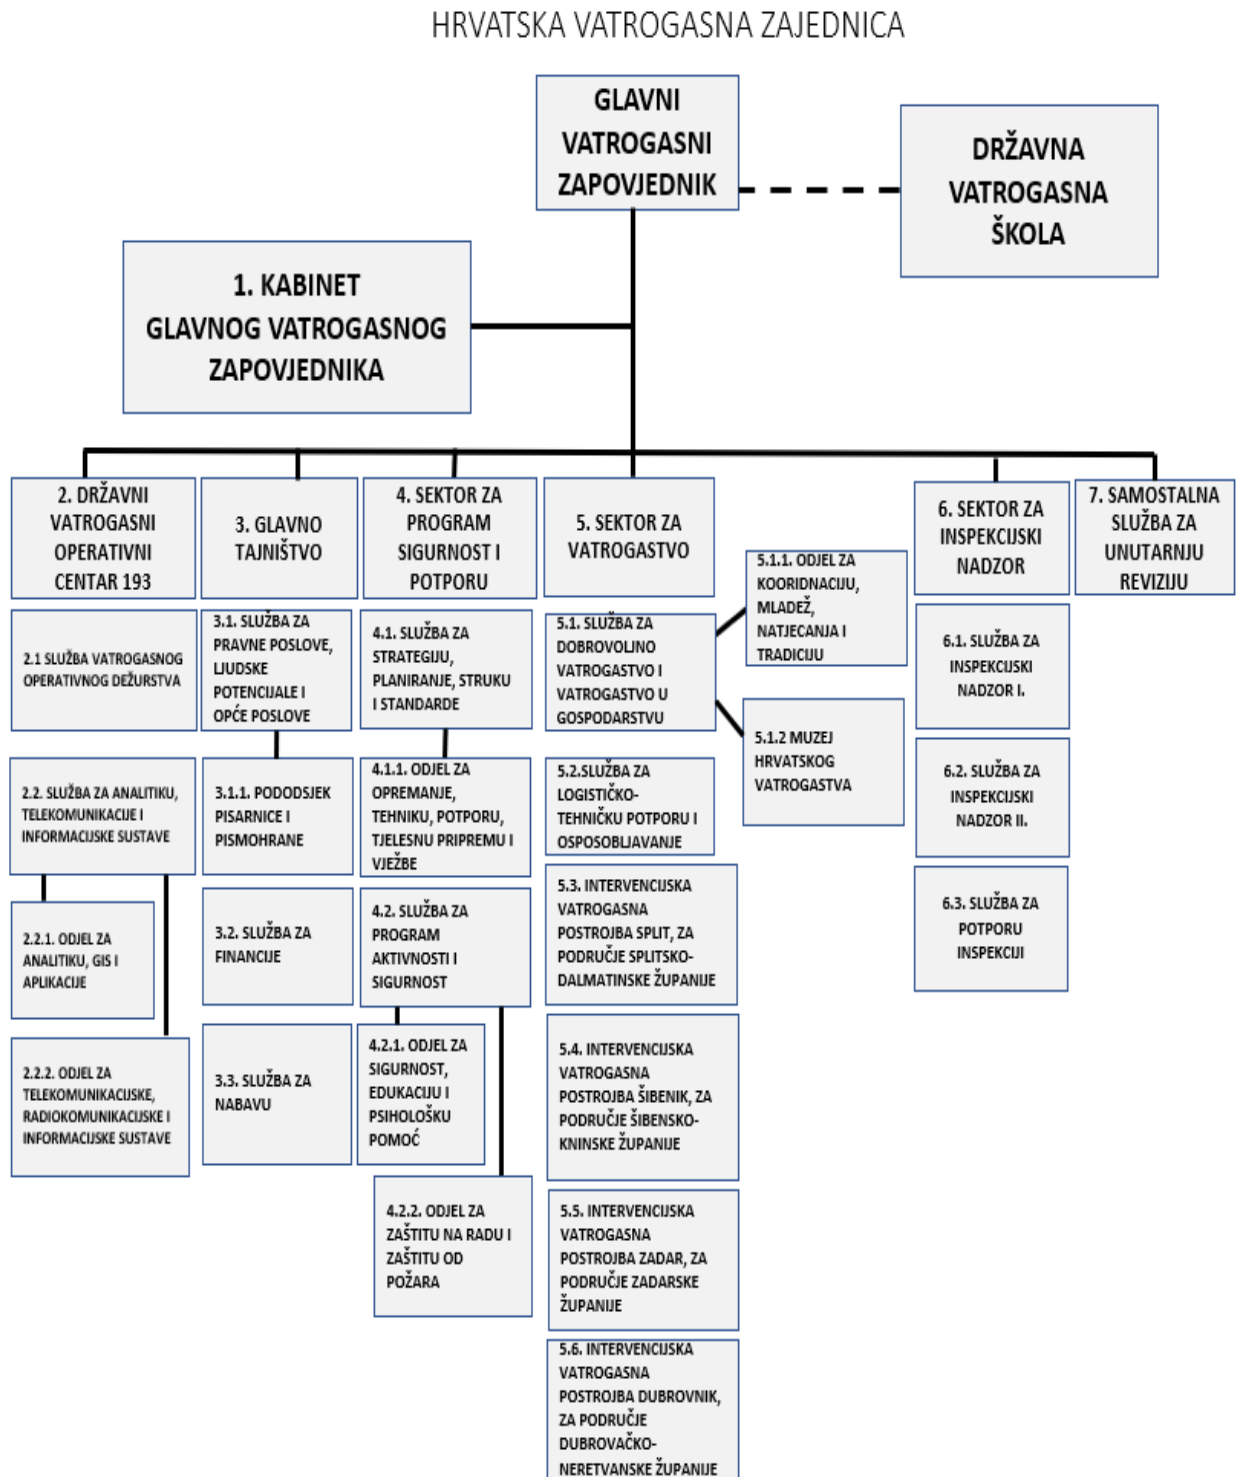 HRVATSKA VATROGASNA ZAJEDNICA
GLAVNI
VATROGASNI
ZAPOVJEDNIK
DRŽAVNA
VATROGASNA
ŠKOLA
1. KABINET
GLAVNOG VATROGASNOG
ZAPOVJEDNIKA
2. DRŽAVNI
VATROGASNI
OPERATIVNI
CENTAR 193
2.1 SLUŽBA VATROGASNOG
OPERATIVNOG DEŽURSTVA
2.2. SLUŽBA ZA ANALITIKU,
TELEKOMUNIKACIJE I
INFORMACIJSKE SUSTAVE
2.2.1. ODJEL ZA
ANALITIKU, GIS I
APLIKACIJE
2.2.2. ODJEL ZA
TELEKOMUNIKACIJSKE,
RADIOKOMUNIKACIJSKE I
INFORMACIJSKE SUSTAVE
3. GLAVNO
TAJNIŠTVO
3.1. SLUŽBA ZA
PRAVNE POSLOVE,
LJUDSKE
POTENCIJALE I
OPĆE POSLOVE
3.1.1. PODODSJEK
PISARNICE I
PISMOHRANE
3.2. SLUŽBA ZA
FINANCIJE
3.3. SLUŽBA ZA
NABAVU
4. SEKTOR ZA
PROGRAM
SIGURNOST I
POTPORU
4.1. SLUŽBA ZA
STRATEGIJU,
PLANIRANJE, STRUKU
I STANDARDE
4.1.1. ODJEL ZA
OPREMANJE,
TEHNIKU, POTPORU,
TJELESNU PRIPREMU I
VJEŽBE
4.2. SLUŽBA ZA
PROGRAM
AKTIVNOSTI I
SIGURNOST
4.2.1. ODJEL ZA
SIGURNOST,
EDUKACIJU I
PSIHOLOŠKU
POMOĆ
4.2.2. ODJEL ZA
ZAŠTITU NA RADU I
ZAŠTITU OD
POŽARA
5. SEKTOR ZA
VATROGASTVO
5.1. SLUŽBA ZA
DOBROVOLJNO
VATROGASTVO I
VATROGASTVO U
GOSPODARSTVU
5.1.1. ODJEL ZA
KOORIDNACIJU,
MLADEŽ,
NATJECANJA I
TRADICIJU
5.1.2 MUZEJ
HRVATSKOG
VATROGASTVA
5.2.SLUŽBA ZA
LOGISTIČKO-
TEHNIČKU POTPORU I
OSPOSOBLJAVANJE
5.3. INTERVENCIJSKA
VATROGASNA
POSTROJBA SPLIT, ZA
PODRUČJE SPLITSKO-
DALMATINSKE ŽUPANIJE
5.4. INTERVENCIJSKA
VATROGASNA
POSTROJBA ŠIBENIK, ZA
PODRUČJE ŠIBENSKO-
KNINSKE ŽUPANIJE
5.5. INTERVENCIJSKA
VATROGASNA
POSTROJBA ZADAR, ZA
PODRUČJE ZADARSKE
ŽUPANIJE
5.6. INTERVENCIJSKA
VATROGASNA
POSTROJBA DUBROVNIK,
ZA PODRUČJE
DUBROVAČKO-
NERETVANSKE ŽUPANIJE
6. SEKTOR ZA
INSPEKCIJSKI
NADZOR
6.1. SLUŽBA ZA
INSPEKCIJSKI
NADZOR I.
6.2. SLUŽBA ZA
INSPEKCIJSKI
NADZOR II.
6.3. SLUŽBA ZA
POTPORU
INSPEKCIJI
7. SAMOSTALNA
SLUŽBA ZA
UNUTARNJU
REVIZIJU